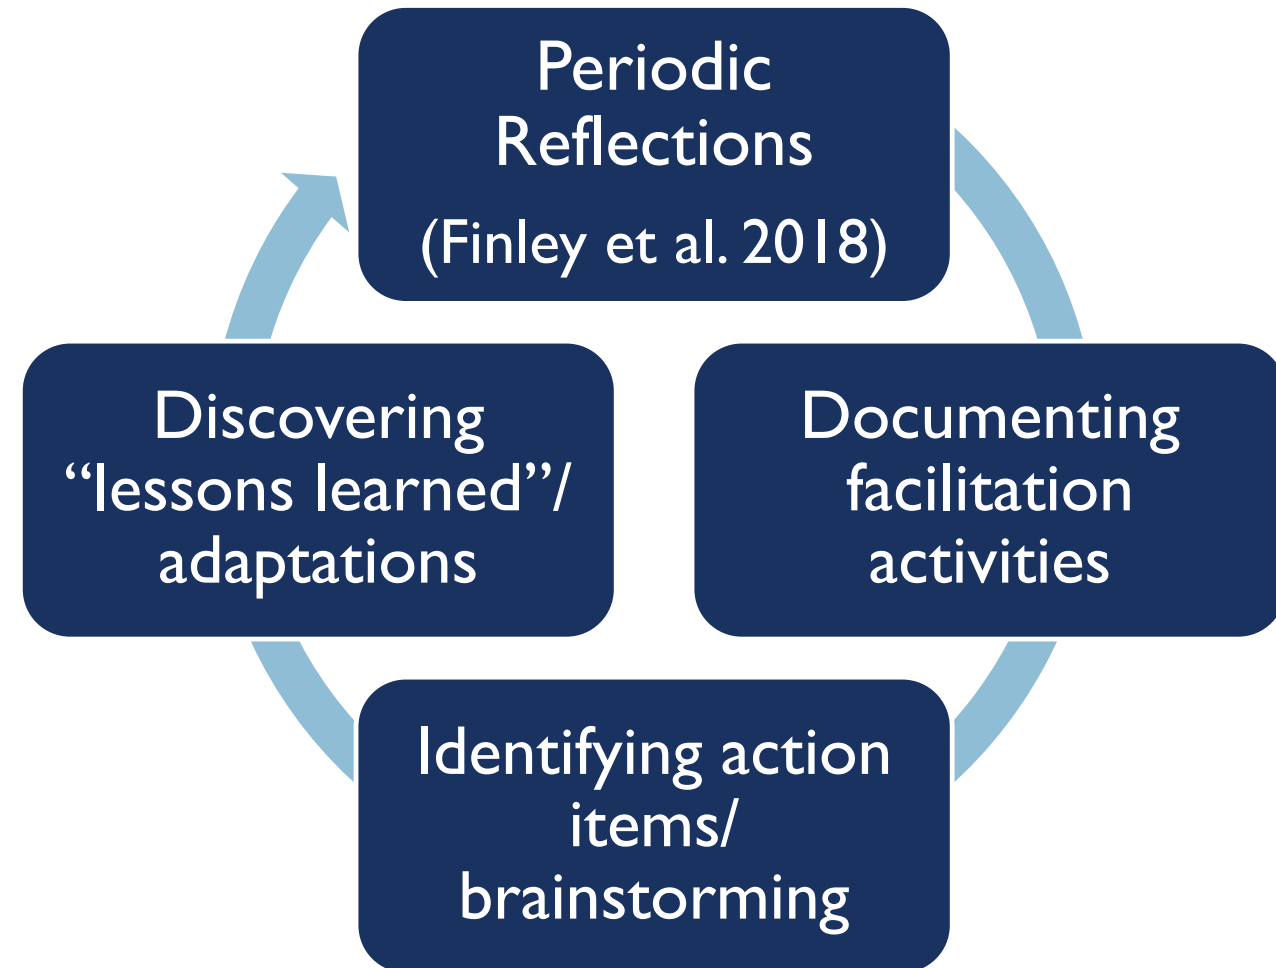 Periodic
Reflections
(Finley et al. 2018)
Documenting
facilitation
activities
Identifying action
items/
brainstorming
Discovering
“lessons learned”/
adaptations